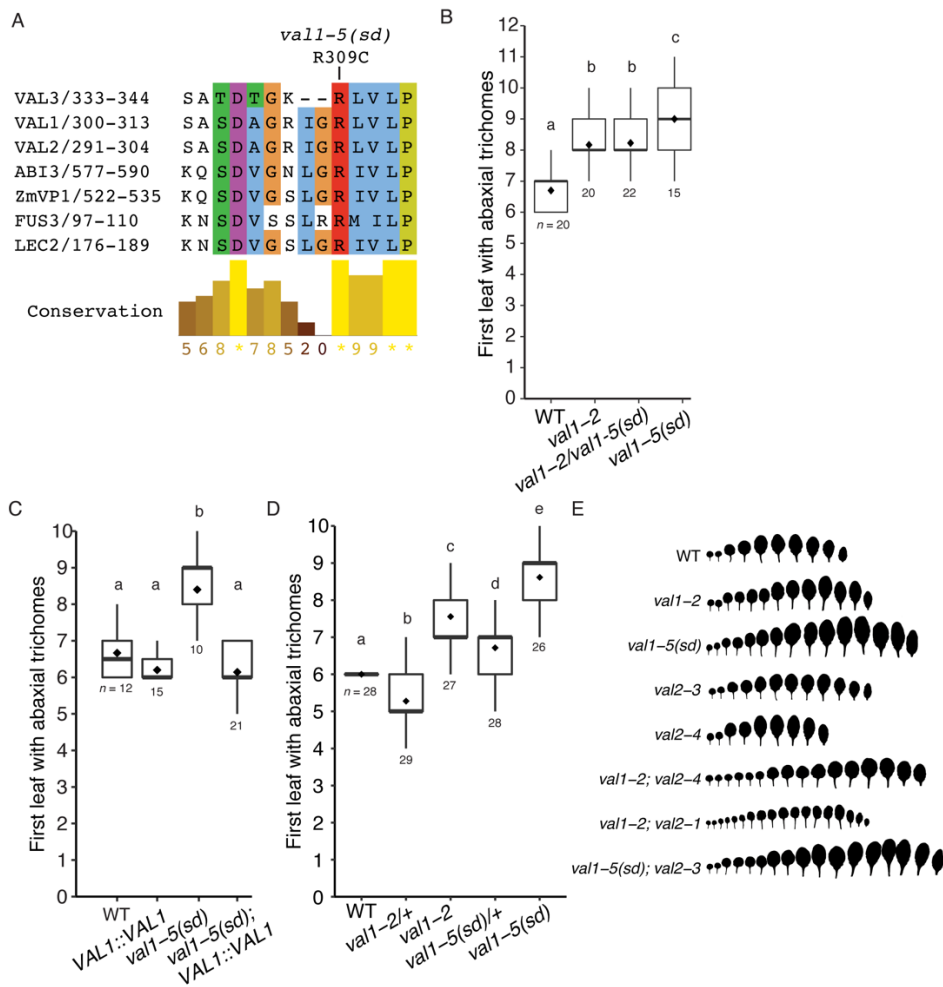 A
val1-5(sd)
R309C
VAL3/333-344 SATDTGK--RLVLP
VAL1/300-313 SASDAGRIGRLVLP
VAL2/291-304 SASDAGRIGRLVLP
ABI3/577-590 KQSDVGNLGRIVLP
ZmVP1/522-535 KQSDVGSLGRIVLP
FUS3/97-110 KNSDVSSLRRMILP
LEC2/176-189 KNSDVGSLGRIVLP
Conservation
5 6 8 * 7 8 5 2 0 * 9 9 * *
B
First leaf with abaxial trichomes
12
11
10
9
8
7
6
5
4
3
2
1
0
a
b
b
c
n = 20
20
22
15
WT
val1-2
val1-2/val1-5(sd)
val1-5(sd)
C
First leaf with abaxial trichomes
10
9
8
7
6
5
4
3
2
1
0
a
a
b
a
n = 12
15
10
21
WT
VAL1::VAL1
val1-5(sd)
val1-5(sd);
VAL1::VAL1
D
First leaf with abaxial trichomes
10
9
8
7
6
5
4
3
2
1
0
a
b
c
d
e
n = 28
29
27
28
26
WT
val1-2/+
val1-2
val1-5(sd)/+
val1-5(sd)
E
WT
val1-2
val1-5(sd)
val2-3
val2-4
val1-2; val2-4
val1-2; val2-1
val1-5(sd); val2-3